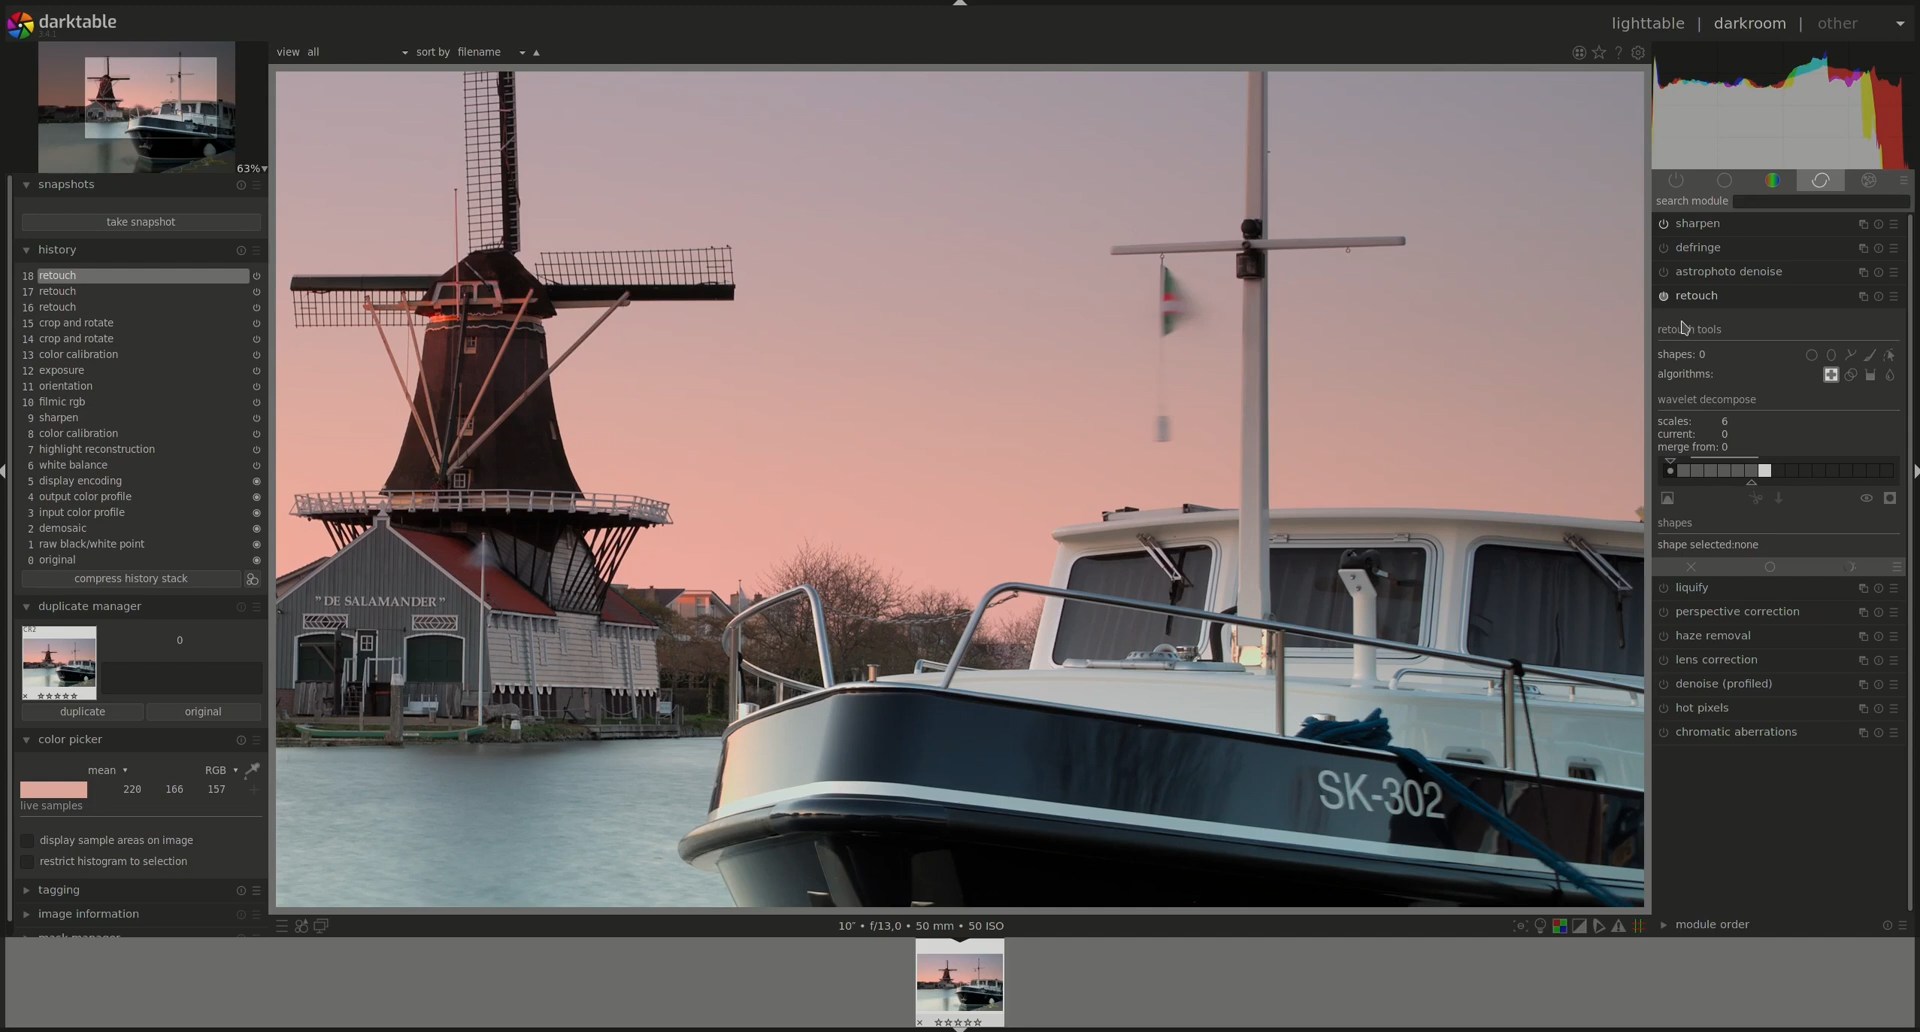 darktable
3.4.1
lighttable | darkroom | other
view all sort by filename
63%
snapshots
take snapshot
history
18 retouch
17 retouch
16 retouch
15 crop and rotate
14 crop and rotate
13 color calibration
12 exposure
11 orientation
10 filmic rgb
9 sharpen
8 color calibration
7 highlight reconstruction
6 white balance
5 display encoding
4 output color profile
3 input color profile
2 demosaic
1 raw black/white point
0 original
compress history stack
duplicate manager
CR2
0
duplicate original
color picker
mean RGB
220 166 157
live samples
display sample areas on image
restrict histogram to selection
tagging
image information
mask manager
"DE SALAMANDER"
SK-302
10" • f/13,0 • 50 mm • 50 ISO
search module
sharpen
defringe
astrophoto denoise
retouch
retouch tools
shapes: 0
algorithms:
wavelet decompose
scales: 6
current: 0
merge from: 0
shapes
shape selected:none
liquify
perspective correction
haze removal
lens correction
denoise (profiled)
hot pixels
chromatic aberrations
module order